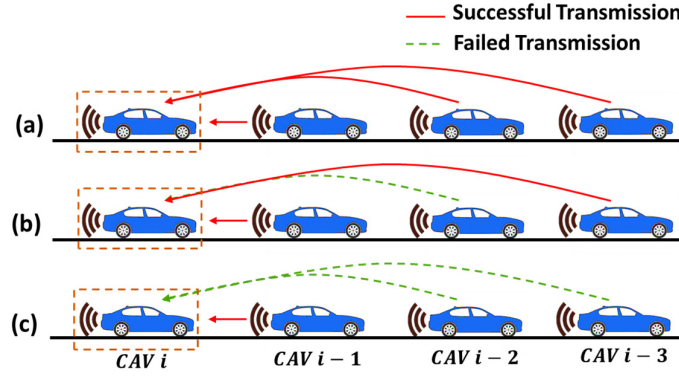 Successful Transmission
Failed Transmission
(a)
(b)
(c)
CAV i CAV i − 1 CAV i − 2 CAV i − 3